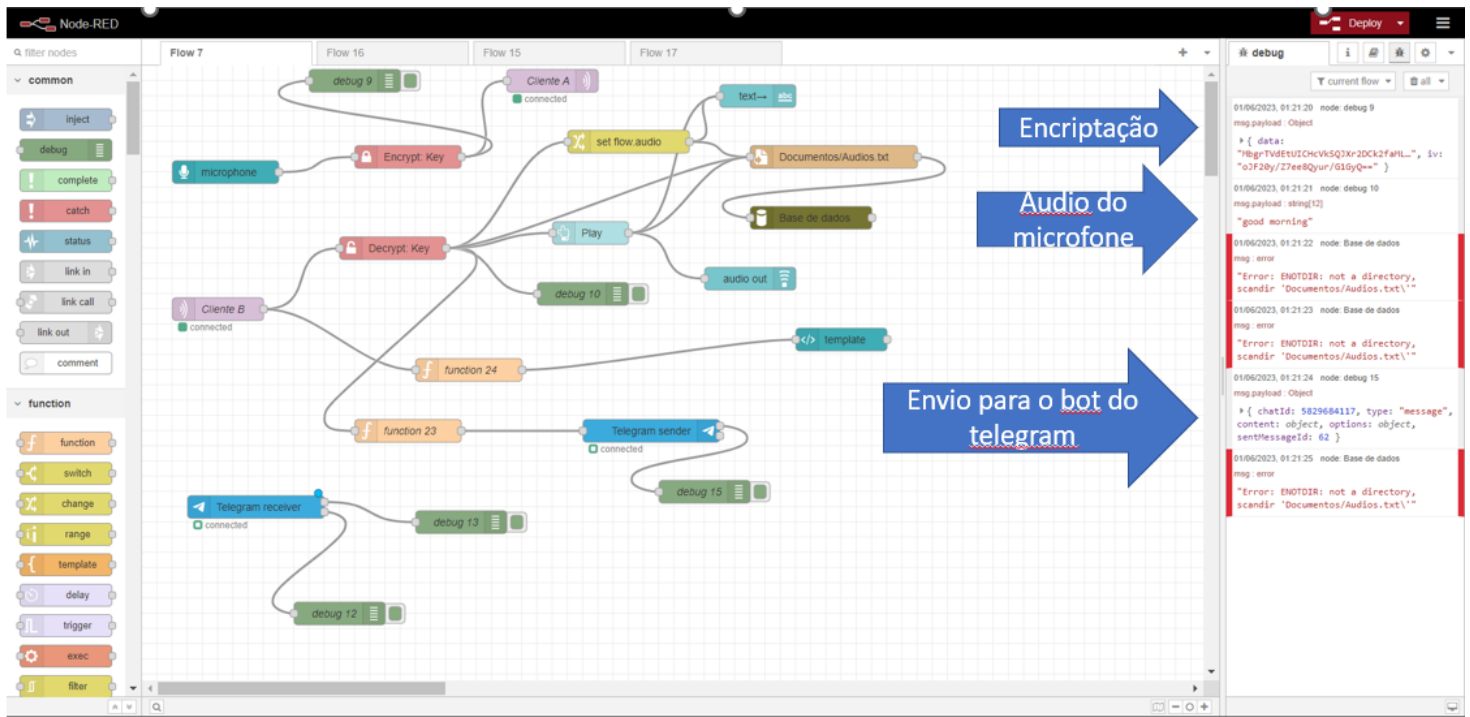 Node-RED
Deploy
filter nodes
common
inject
debug
complete
catch
status
link in
link call
link out
comment
function
function
switch
change
range
template
delay
trigger
exec
filter
Flow 7
Flow 16
Flow 15
Flow 17
debug 9
Cliente A
connected
text→
abc
set flow.audio
microphone
Encrypt: Key
Documentos/Audios.txt
Base de dados
Play
Decrypt: Key
audio out
debug 10
Cliente B
connected
template
function 24
function 23
Telegram sender
connected
debug 15
Telegram receiver
connected
debug 13
debug 12
Encriptação
Audio do
microfone
Envio para o bot do
telegram
debug
current flow
all
01/06/2023, 01:21:20 node: debug 9
msg.payload : Object
{ data:
"MbgrTVdEtUICHcVkSQJXr2DCk2faML…", iv:
"oJF20y/Z7ee8Qyur/G1GyQ==" }
01/06/2023, 01:21:21 node: debug 10
msg.payload : string[12]
"good morning"
01/06/2023, 01:21:22 node: Base de dados
msg : error
"Error: ENOTDIR: not a directory,
scandir 'Documentos/Audios.txt\'"
01/06/2023, 01:21:23 node: Base de dados
msg : error
"Error: ENOTDIR: not a directory,
scandir 'Documentos/Audios.txt\'"
01/06/2023, 01:21:24 node: debug 15
msg.payload : Object
{ chatId: 5829684117, type: "message",
content: object, options: object,
sentMessageId: 62 }
01/06/2023, 01:21:25 node: Base de dados
msg : error
"Error: ENOTDIR: not a directory,
scandir 'Documentos/Audios.txt\'"